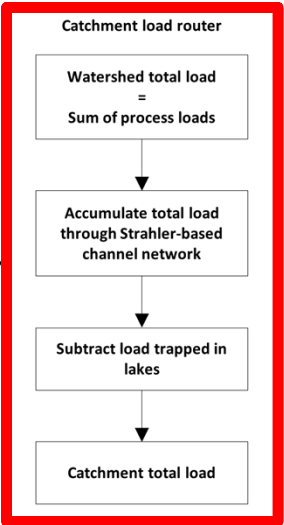 Catchment load router
Watershed total load
=
Sum of process loads
Accumulate total load
through Strahler-based
channel network
Subtract load trapped in
lakes
Catchment total load